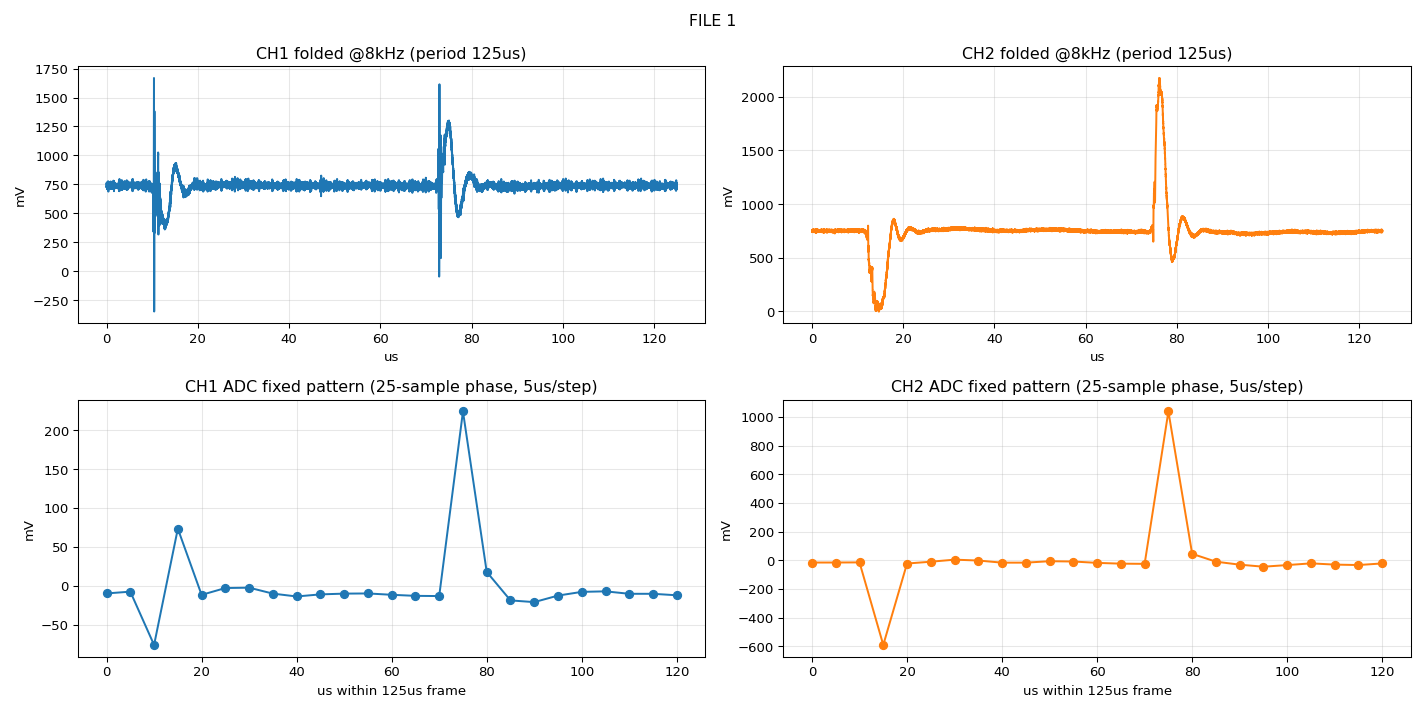 FILE 1
CH1 folded @8kHz (period 125us)
1750
1500
1250
1000
750
500
250
0
−250
mV
0 20 40 60 80 100 120
us
CH2 folded @8kHz (period 125us)
2000
1500
1000
500
0
mV
0 20 40 60 80 100 120
us
CH1 ADC fixed pattern (25-sample phase, 5us/step)
200
150
100
50
0
−50
mV
0 20 40 60 80 100 120
us within 125us frame
CH2 ADC fixed pattern (25-sample phase, 5us/step)
1000
800
600
400
200
0
−200
−400
−600
mV
0 20 40 60 80 100 120
us within 125us frame